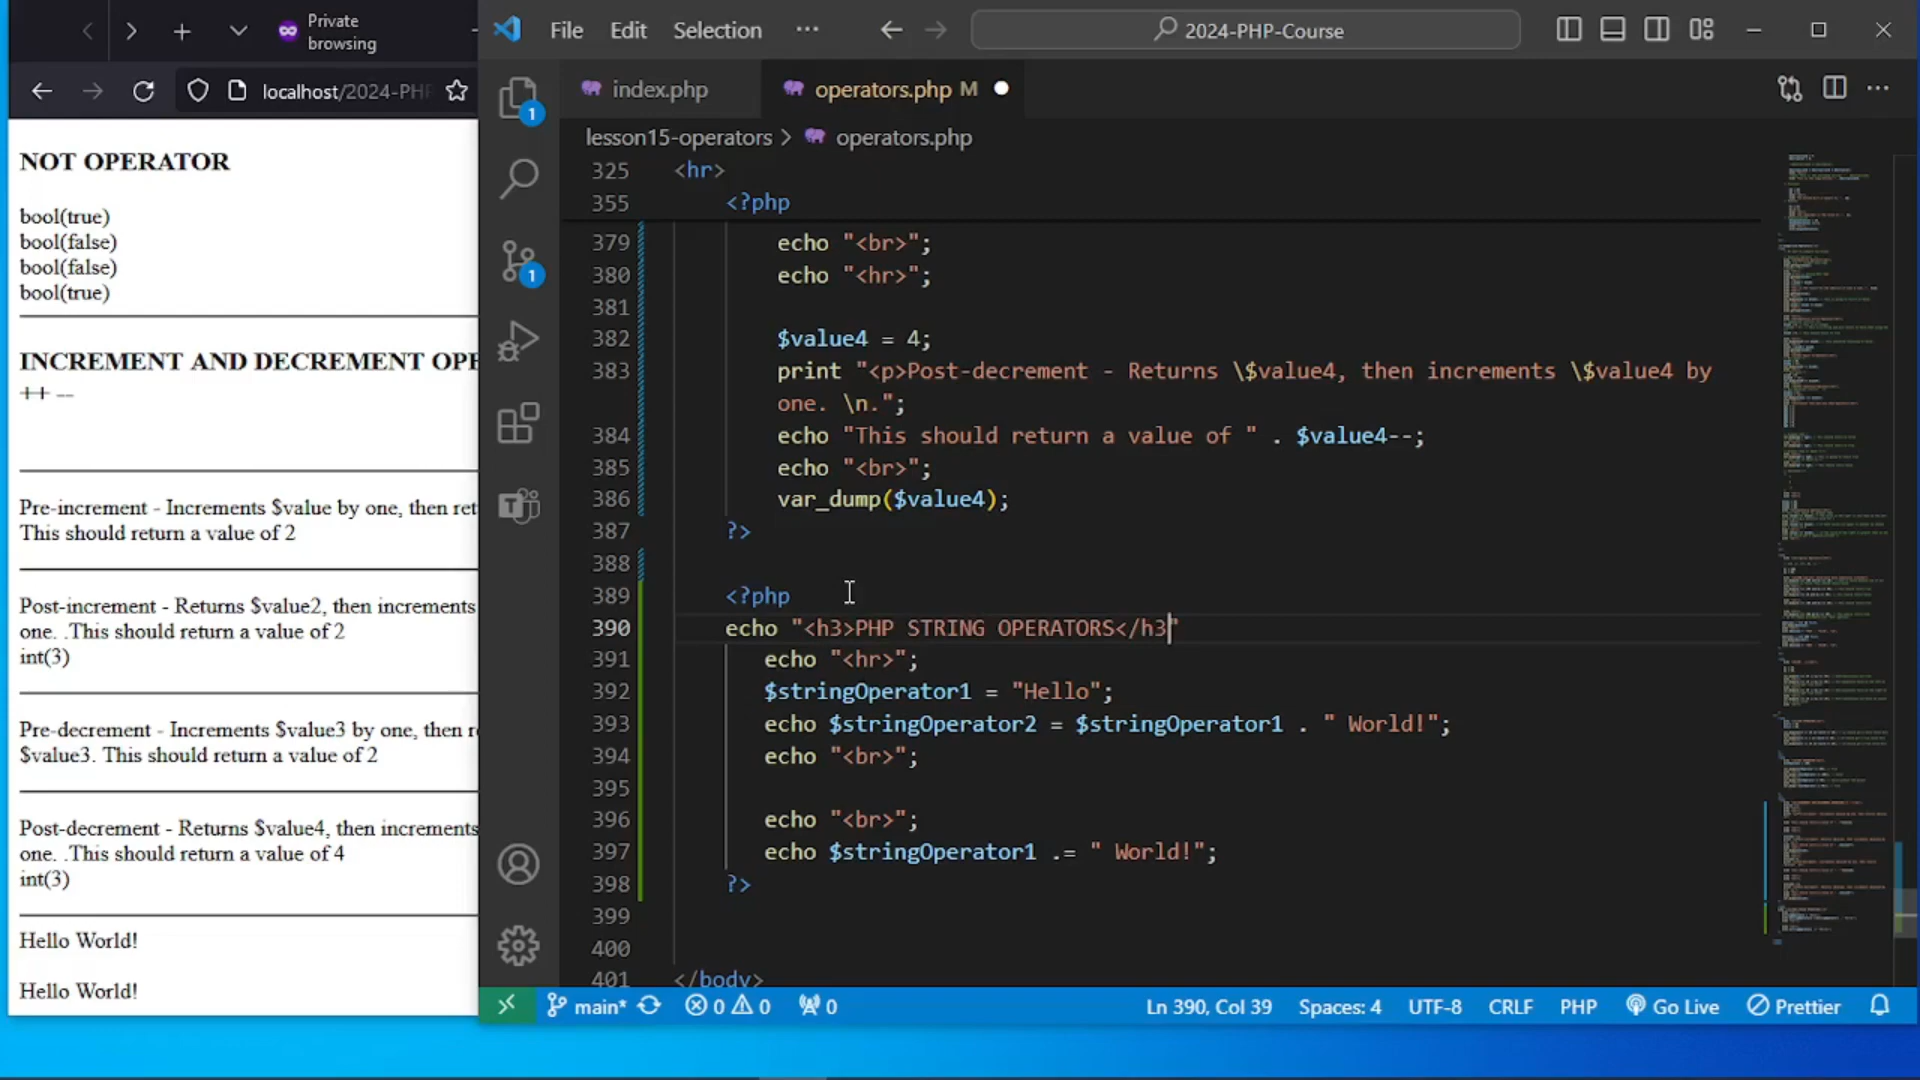 Private
browsing
localhost/2024-PHP
NOT OPERATOR
bool(true)
bool(false)
bool(false)
bool(true)
INCREMENT AND DECREMENT OPE
++ --
Pre-increment - Increments $value by one, then ret
This should return a value of 2
Post-increment - Returns $value2, then increments
one. .This should return a value of 2
int(3)
Pre-decrement - Increments $value3 by one, then r
$value3. This should return a value of 2
Post-decrement - Returns $value4, then increments
one. .This should return a value of 4
int(3)
Hello World!
Hello World!
File Edit Selection ···
2024-PHP-Course
1
1
index.php
operators.php M
lesson15-operators > operators.php
325 <hr>
355 <?php
379 echo "<br>";
380 echo "<hr>";
381
382 $value4 = 4;
383 print "<p>Post-decrement - Returns \$value4, then increments \$value4 by
one. \n.";
384 echo "This should return a value of " . $value4--;
385 echo "<br>";
386 var_dump($value4);
387 ?>
388
389 <?php
390 echo "<h3>PHP STRING OPERATORS</h3"
391 echo "<hr>";
392 $stringOperator1 = "Hello";
393 echo $stringOperator2 = $stringOperator1 . " World!";
394 echo "<br>";
395
396 echo "<br>";
397 echo $stringOperator1 .= " World!";
398 ?>
399
400
401 </body>
main* 0 0 0
Ln 390, Col 39 Spaces: 4 UTF-8 CRLF PHP Go Live Prettier